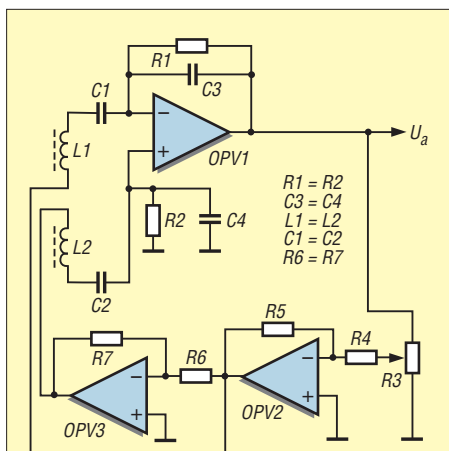 R1
C1
C3
−
+
OPV1
Ua
L1
R1 = R2
C3 = C4
L1 = L2
C1 = C2
R6 = R7
R2
C4
L2
C2
R5
R7
R6
R4
R3
−
+
OPV3
−
+
OPV2